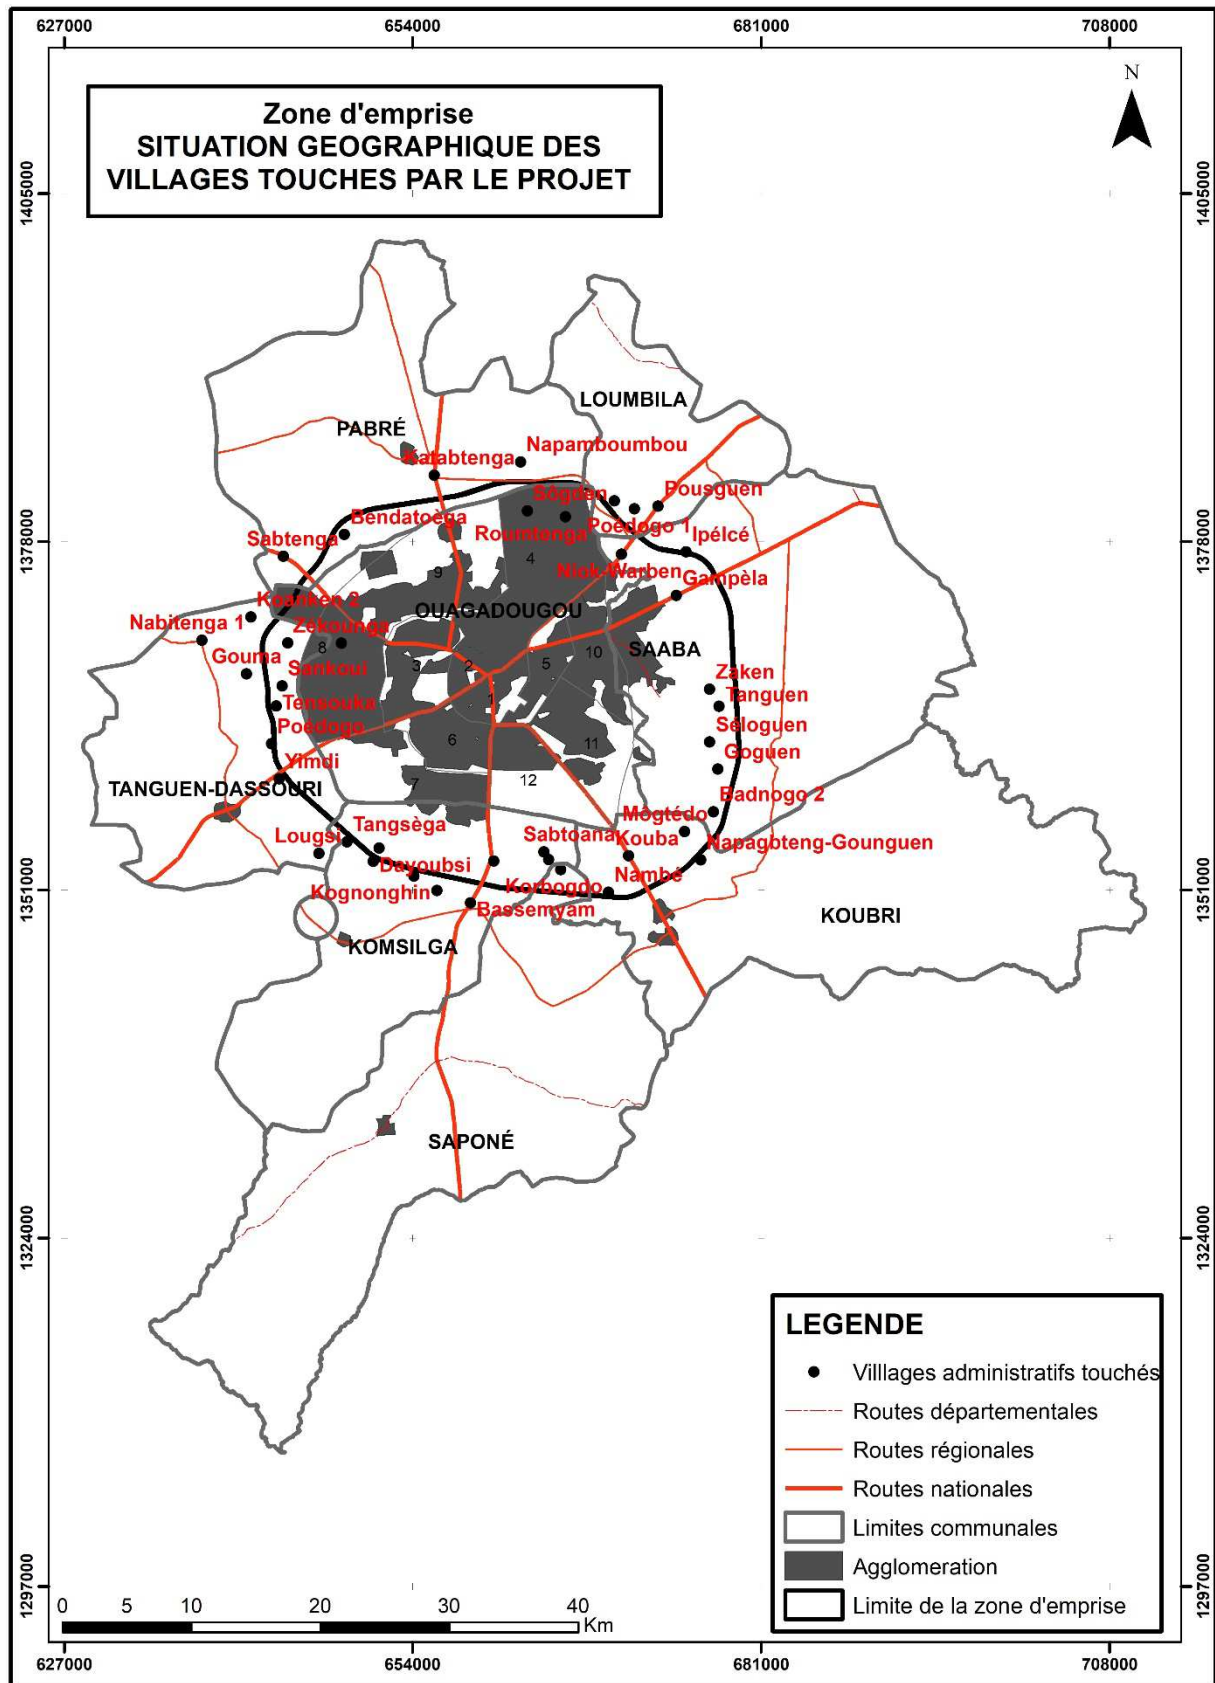 627000
654000
681000
708000
N
Zone d'emprise
SITUATION GEOGRAPHIQUE DES
VILLAGES TOUCHES PAR LE PROJET
1405000
1405000
LOUMBILA
PABRÉ
Napamboumbou
Katabtenga
Sôgden
Pousguen
Bendatoèga
Roumtenga
Poédogo 1
Ipélcé
Sabtenga
1378000
1378000
4
9
Niok-Warben
Gampèla
Koanken 2
OUAGADOUGOU
Nabitenga 1
Zékounga
8
SAABA
10
Gouma
Sankoui
3
2
5
Zaken
Tanguen
1
Tensouka
Poédogo
Séloguen
6
11
Goguen
Yimdi
12
7
TANGUEN-DASSOURI
Badnogo 2
Môgtédo
Lougsi
Tangsèga
Sabtoana
Kouba
Napagbteng-Gounguen
Dayoubsi
Nambé
Kognonghin
Korbogdo
1351000
1351000
Bassemyam
KOUBRI
KOMSILGA
SAPONÉ
1324000
1324000
LEGENDE
Villlages administratifs touchés
Routes départementales
Routes régionales
Routes nationales
Limites communales
Agglomeration
Limite de la zone d'emprise
1297000
1297000
0 5 10 20 30 40
Km
627000
654000
681000
708000